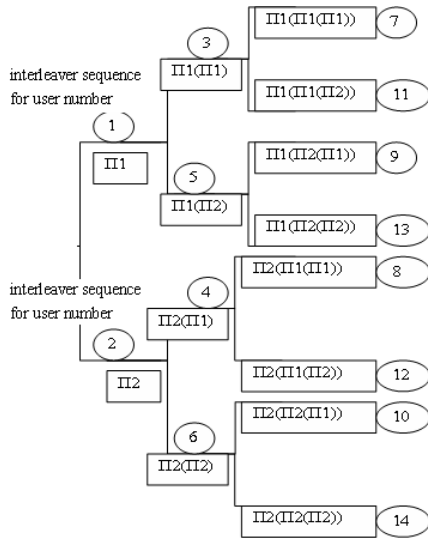 3
Π1(Π1)
Π1(Π1(Π1))
7
interleaver sequence
for user number
Π1(Π1(Π2))
11
1
Π1
Π1(Π2(Π1))
9
5
Π1(Π2)
Π1(Π2(Π2))
13
interleaver sequence
for user number
4
Π2(Π1)
Π2(Π1(Π1))
8
2
Π2
Π2(Π1(Π2))
12
Π2(Π2(Π1))
10
6
Π2(Π2)
Π2(Π2(Π2))
14